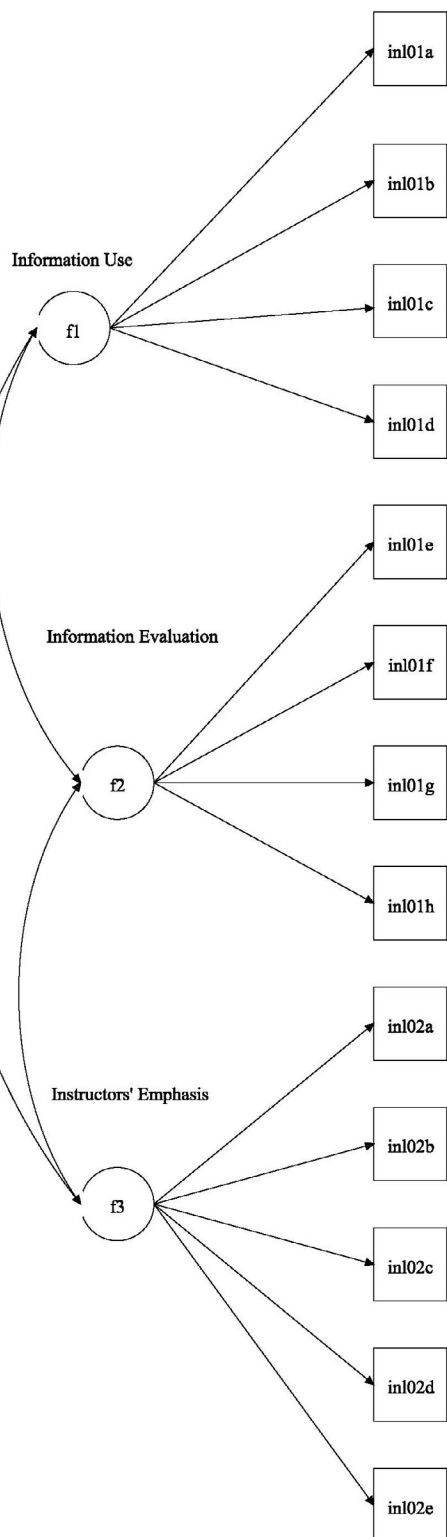 inl01a
inl01b
Information Use
inl01c
f1
inl01d
inl01e
Information Evaluation
inl01f
f2
inl01g
inl01h
inl02a
Instructors' Emphasis
inl02b
f3
inl02c
inl02d
inl02e